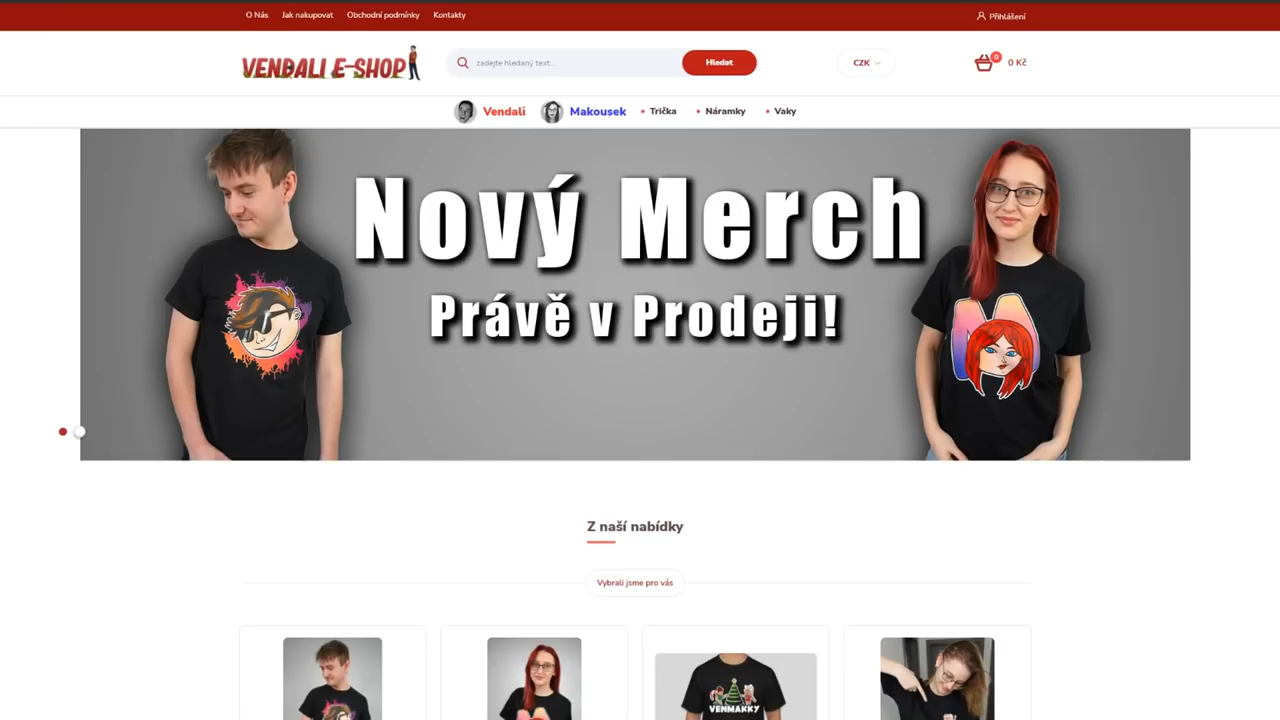 O Nás Jak nakupovat Obchodní podmínky Kontakty Přihlášení
VENDALI E-SHOP zadejte hledaný text... Hledat CZK 0 0 Kč
Vendali Makousek Trička Náramky Vaky
Nový Merch
Právě v Prodeji!
Z naší nabídky
Vybrali jsme pro vás
VENMAKKY